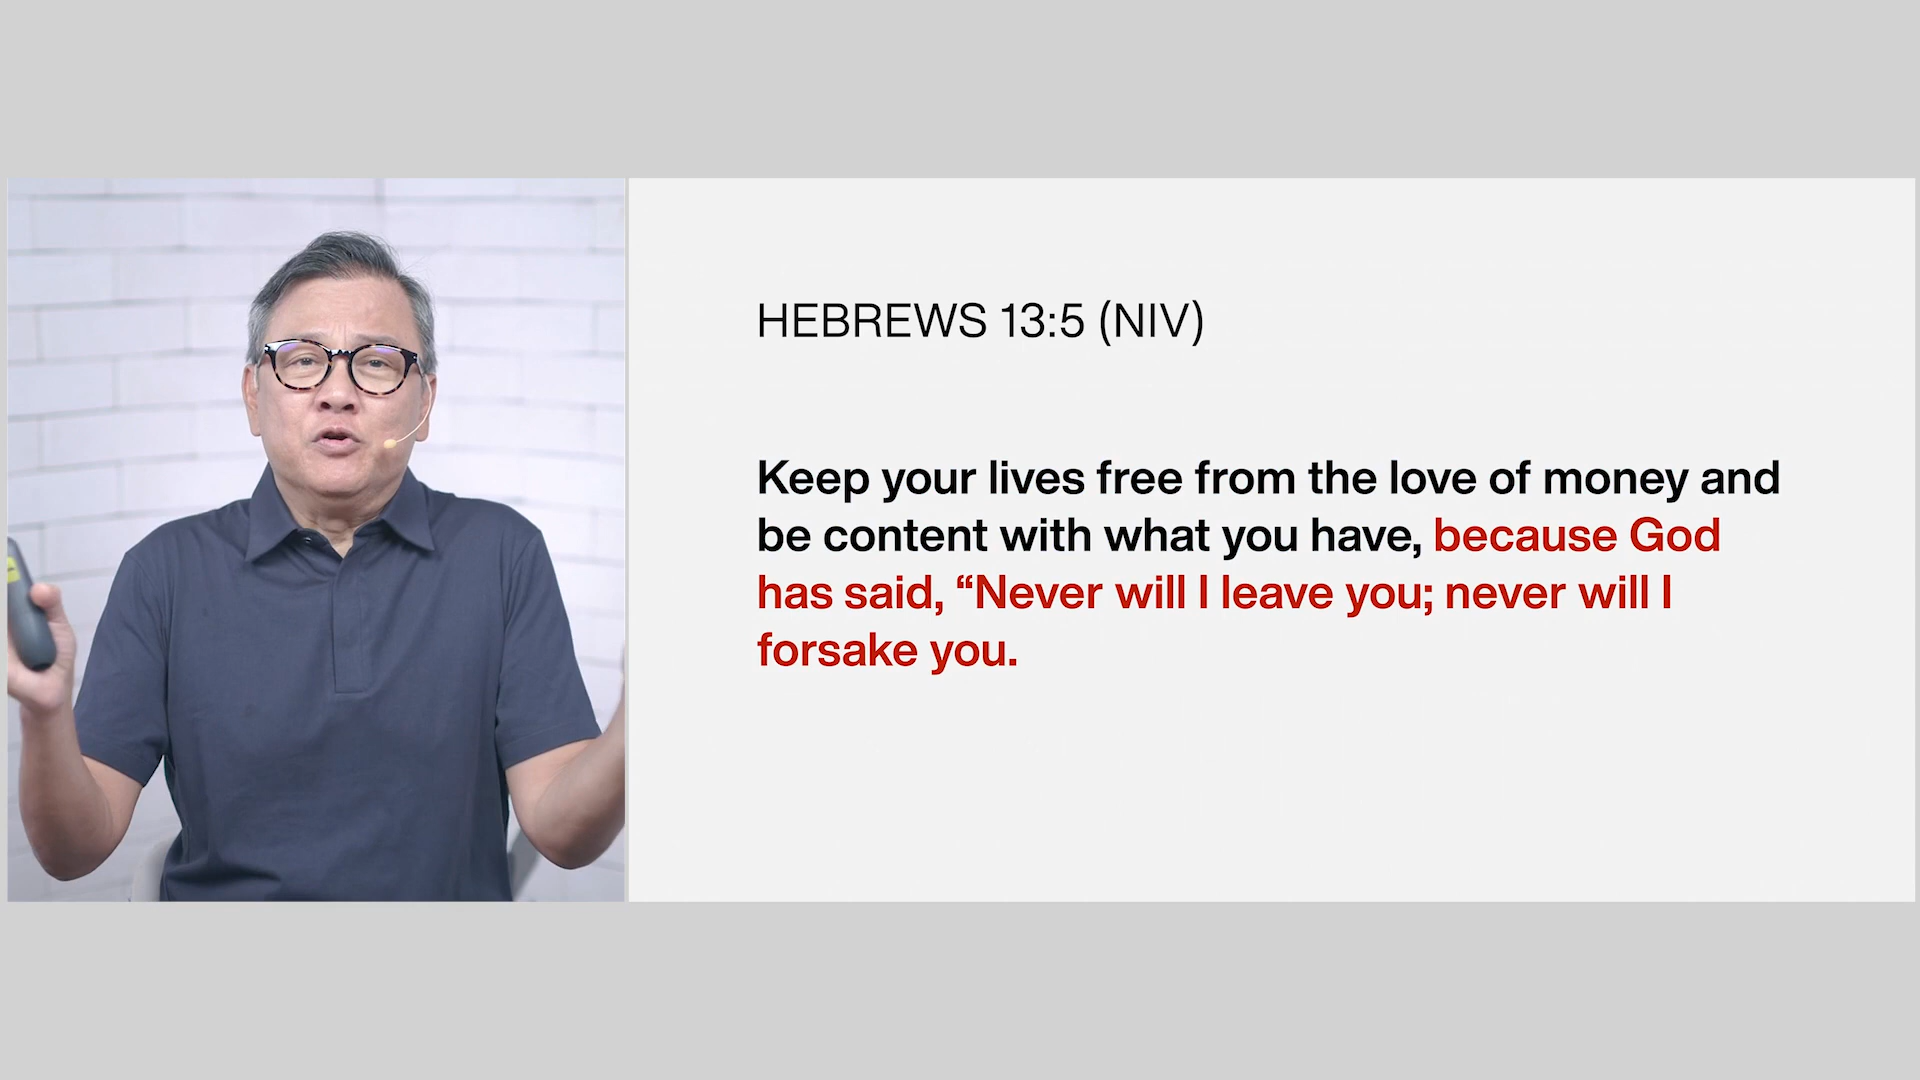 HEBREWS 13:5 (NIV)
Keep your lives free from the love of money and
be content with what you have, because God
has said, “Never will I leave you; never will I
forsake you.